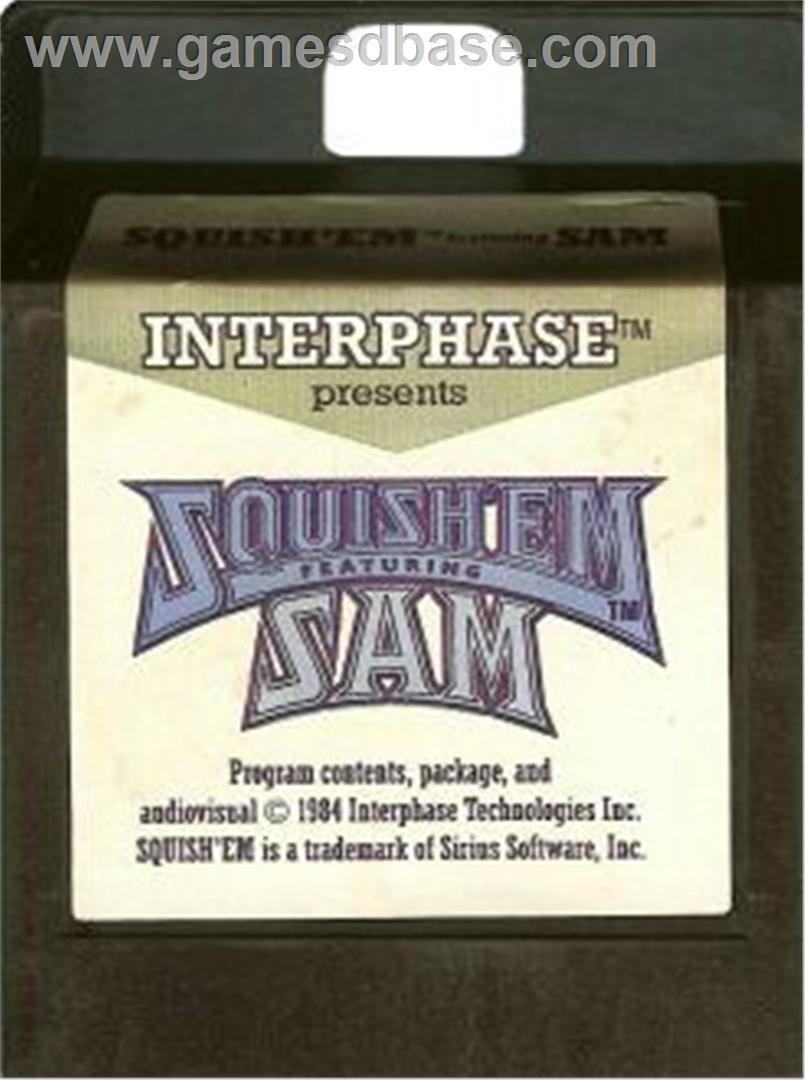 www.gamesdbase.com
SQUISH'EM™ featuring SAM
INTERPHASE™
presents
SQUISH'EM
FEATURING
SAM™
Program contents, package, and
audiovisual © 1984 Interphase Technologies Inc.
SQUISH'EM is a trademark of Sirius Software, Inc.